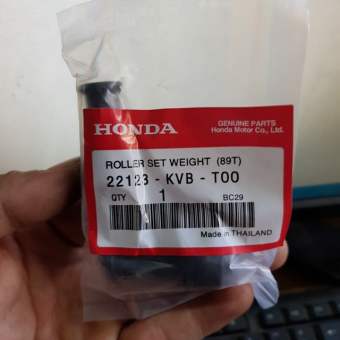 HONDA
GENUINE PARTS
Honda Motor Co., Ltd.
ROLLER SET WEIGHT (89T)
22123 - KVB - T00
QTY 1 BC29
Made in THAILAND